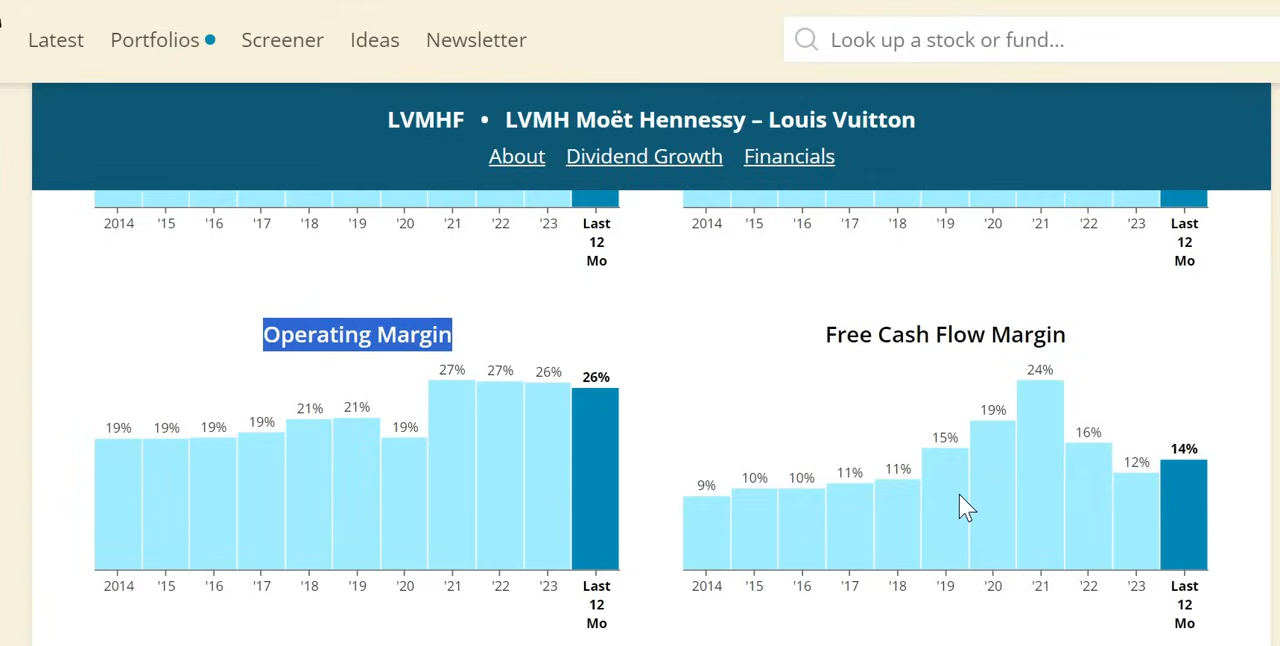 Latest Portfolios Screener Ideas Newsletter Look up a stock or fund...
LVMHF • LVMH Moët Hennessy – Louis Vuitton
About Dividend Growth Financials
2014 '15 '16 '17 '18 '19 '20 '21 '22 '23 Last 12 Mo
2014 '15 '16 '17 '18 '19 '20 '21 '22 '23 Last 12 Mo
Operating Margin
19% 19% 19% 19% 21% 21% 19% 27% 27% 26% 26%
2014 '15 '16 '17 '18 '19 '20 '21 '22 '23 Last 12 Mo
Free Cash Flow Margin
9% 10% 10% 11% 11% 15% 19% 24% 16% 12% 14%
2014 '15 '16 '17 '18 '19 '20 '21 '22 '23 Last 12 Mo